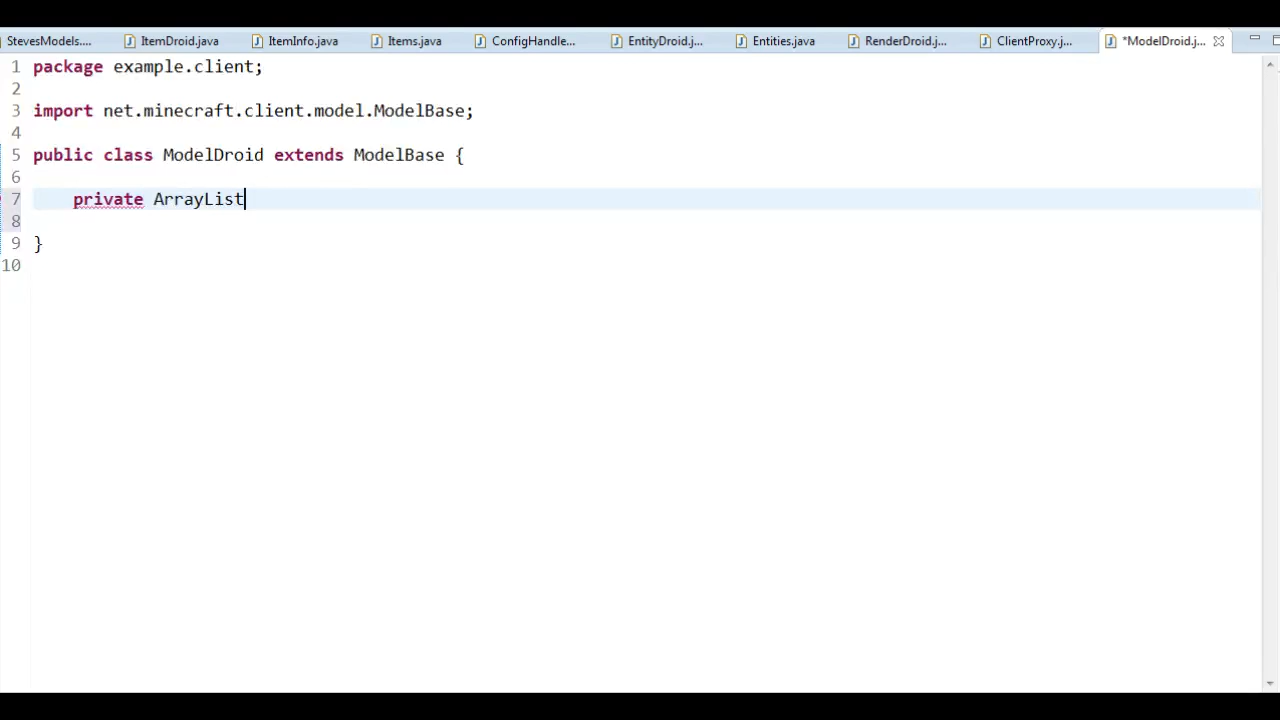 StevesModels.... ItemDroid.java ItemInfo.java Items.java ConfigHandle... EntityDroid.j... Entities.java RenderDroid.j... ClientProxy.j... *ModelDroid.j...
1 package example.client;
2
3 import net.minecraft.client.model.ModelBase;
4
5 public class ModelDroid extends ModelBase {
6
7 private ArrayList
8
9 }
10